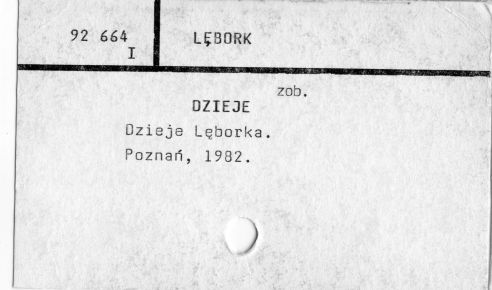 92 664
I
LĘBORK
zob.
DZIEJE
Dzieje Lęborka.
Poznań, 1982.